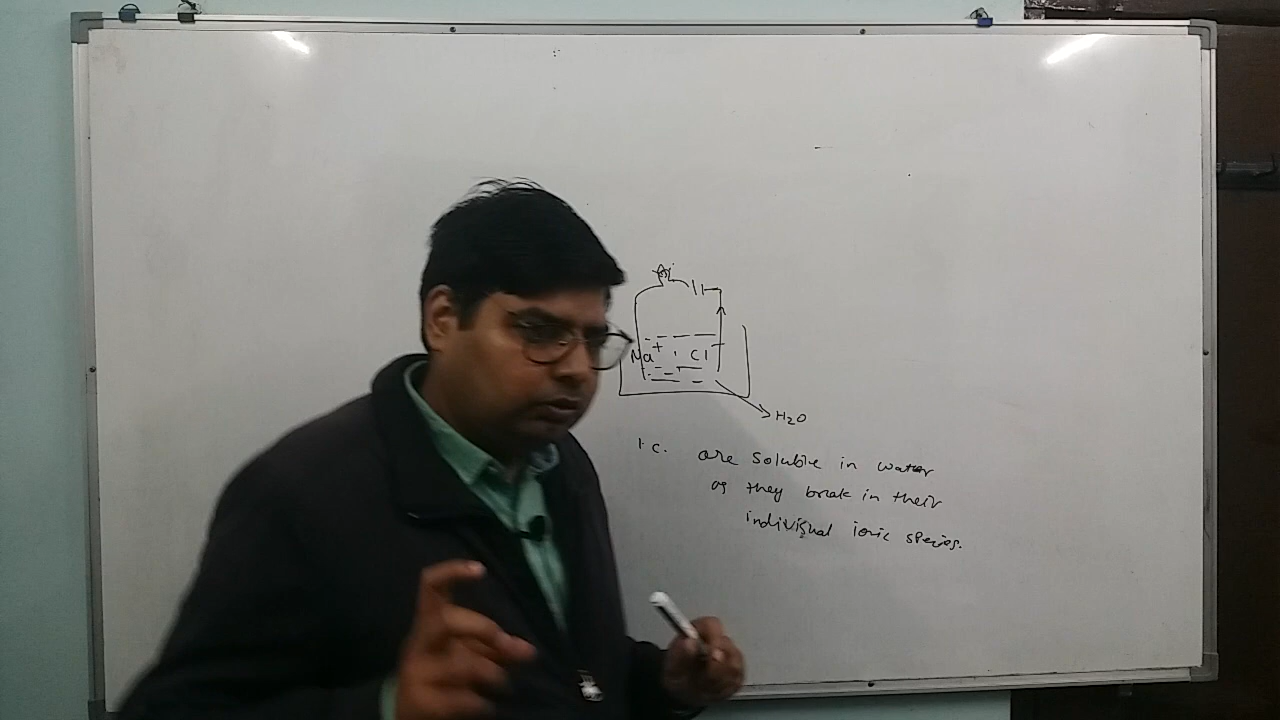 Na+ Cl
H2O
I.C. are soluble in water
as they break in their
individual ionic species.